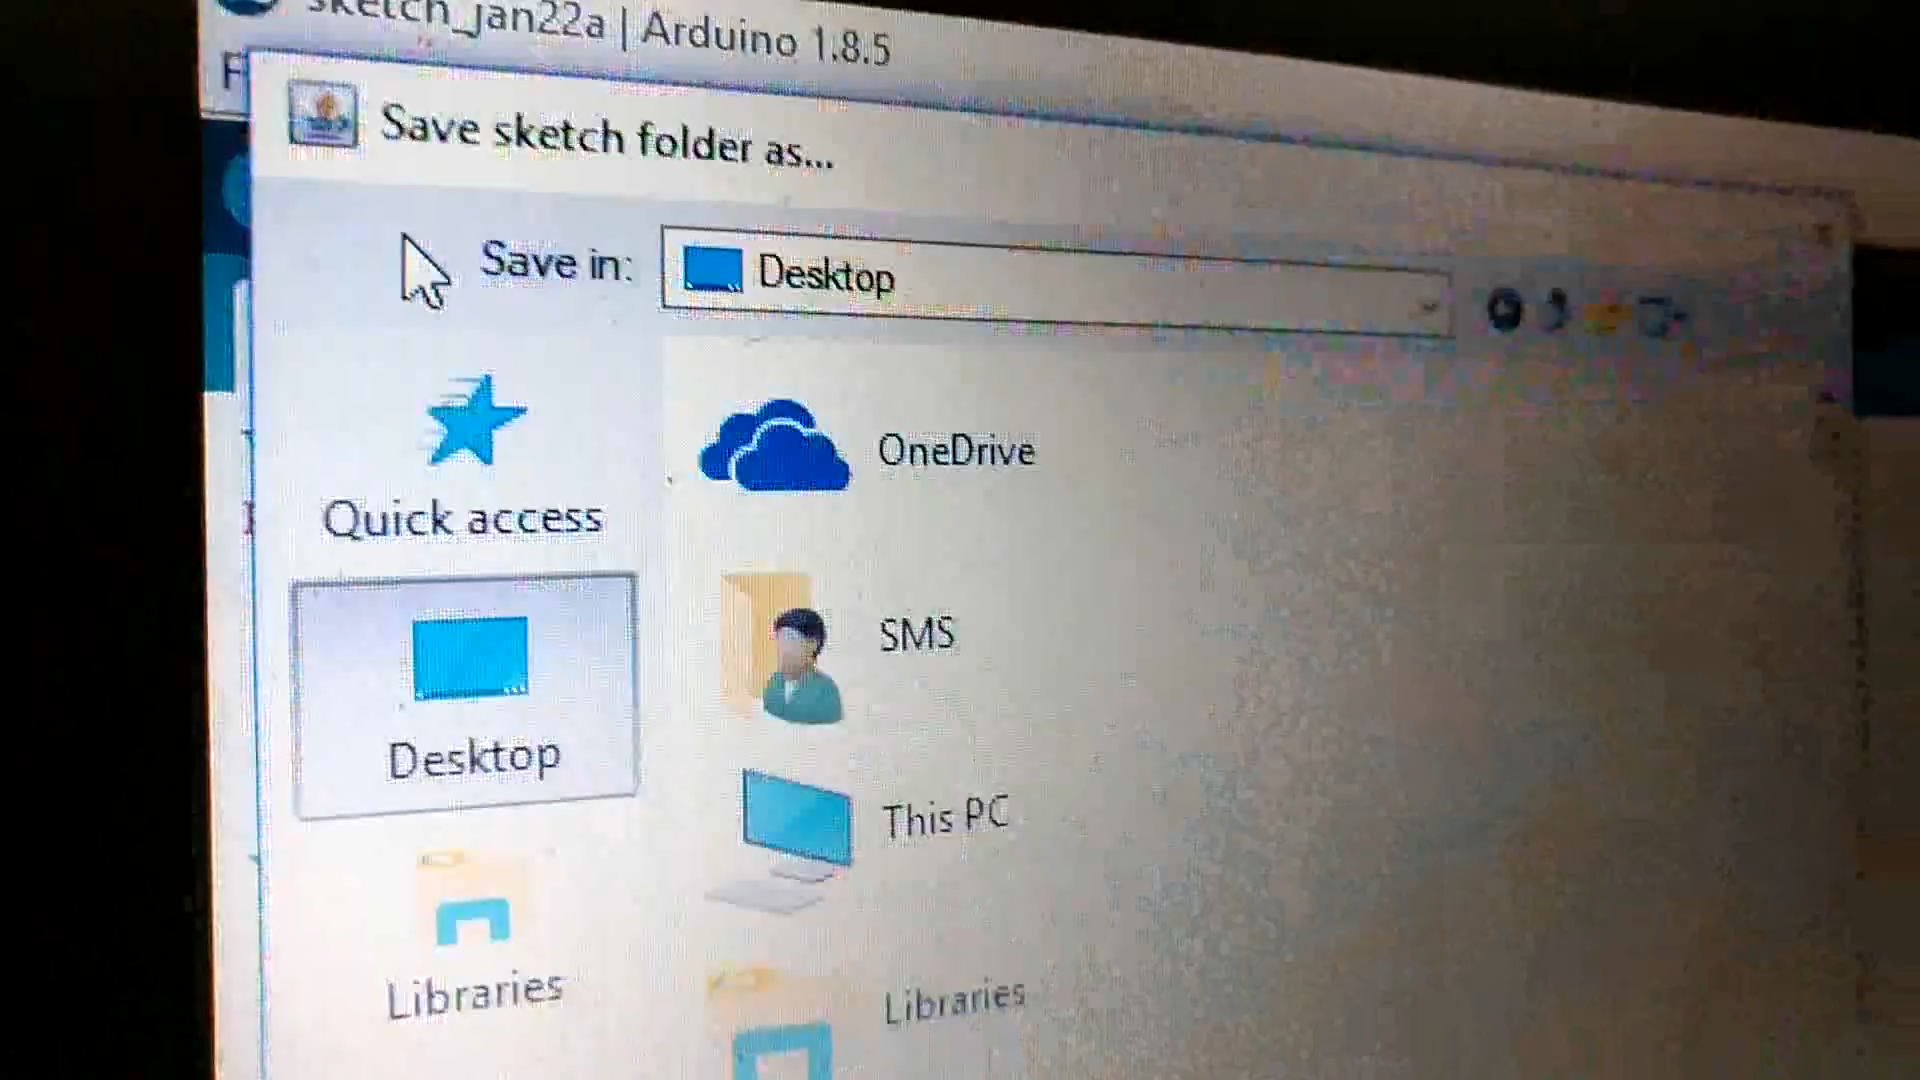 sketch_jan22a | Arduino 1.8.5
F
Save sketch folder as...
Save in:
Desktop
Quick access
Desktop
Libraries
OneDrive
SMS
This PC
Libraries